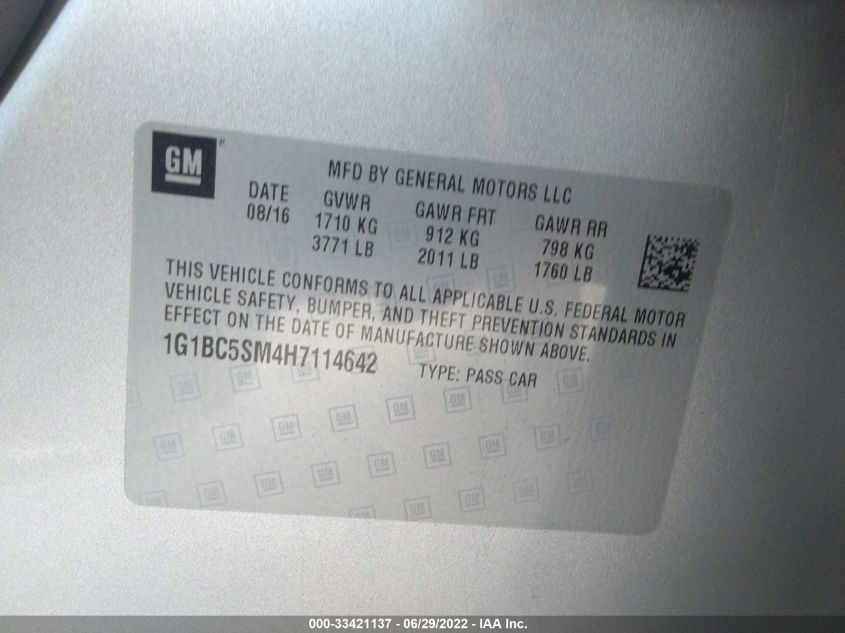 GM ®
MFD BY GENERAL MOTORS LLC
DATE GVWR GAWR FRT GAWR RR
08/16 1710 KG 912 KG 798 KG
3771 LB 2011 LB 1760 LB
THIS VEHICLE CONFORMS TO ALL APPLICABLE U.S. FEDERAL MOTOR
VEHICLE SAFETY, BUMPER, AND THEFT PREVENTION STANDARDS IN
EFFECT ON THE DATE OF MANUFACTURE SHOWN ABOVE.
1G1BC5SM4H7114642 TYPE: PASS CAR
000-33421137 - 06/29/2022 - IAA Inc.